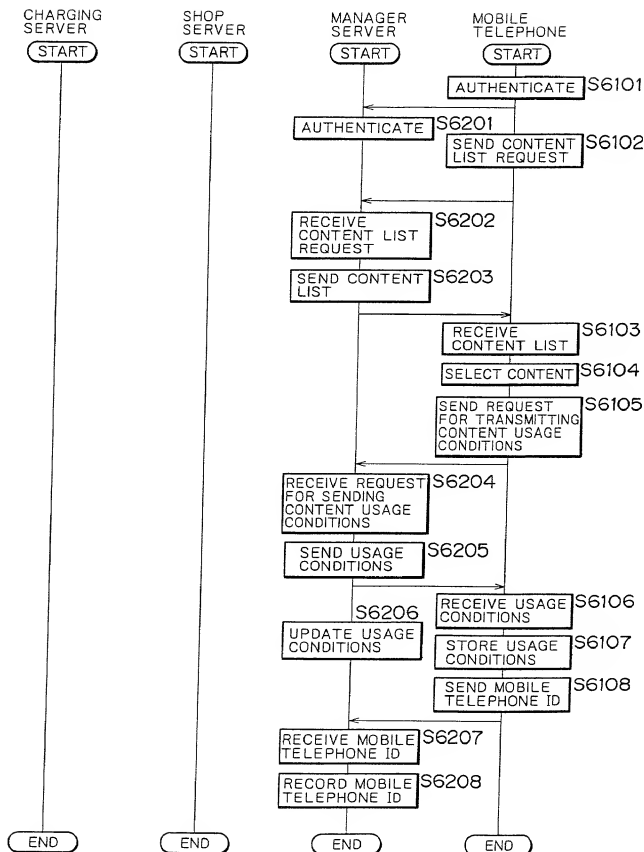 CHARGING
SERVER
SHOP
SERVER
MANAGER
SERVER
MOBILE
TELEPHONE
START
START
START
START
AUTHENTICATE
S6101
AUTHENTICATE
S6201
SEND CONTENT
LIST REQUEST
S6102
RECEIVE
CONTENT LIST
REQUEST
S6202
SEND CONTENT
LIST
S6203
RECEIVE
CONTENT LIST
S6103
SELECT CONTENT
S6104
SEND REQUEST
FOR TRANSMITTING
CONTENT USAGE
CONDITIONS
S6105
RECEIVE REQUEST
FOR SENDING
CONTENT USAGE
CONDITIONS
S6204
SEND USAGE
CONDITIONS
S6205
RECEIVE USAGE
CONDITIONS
S6106
S6206
UPDATE USAGE
CONDITIONS
STORE USAGE
CONDITIONS
S6107
SEND MOBILE
TELEPHONE ID
S6108
RECEIVE MOBILE
TELEPHONE ID
S6207
RECORD MOBILE
TELEPHONE ID
S6208
END
END
END
END